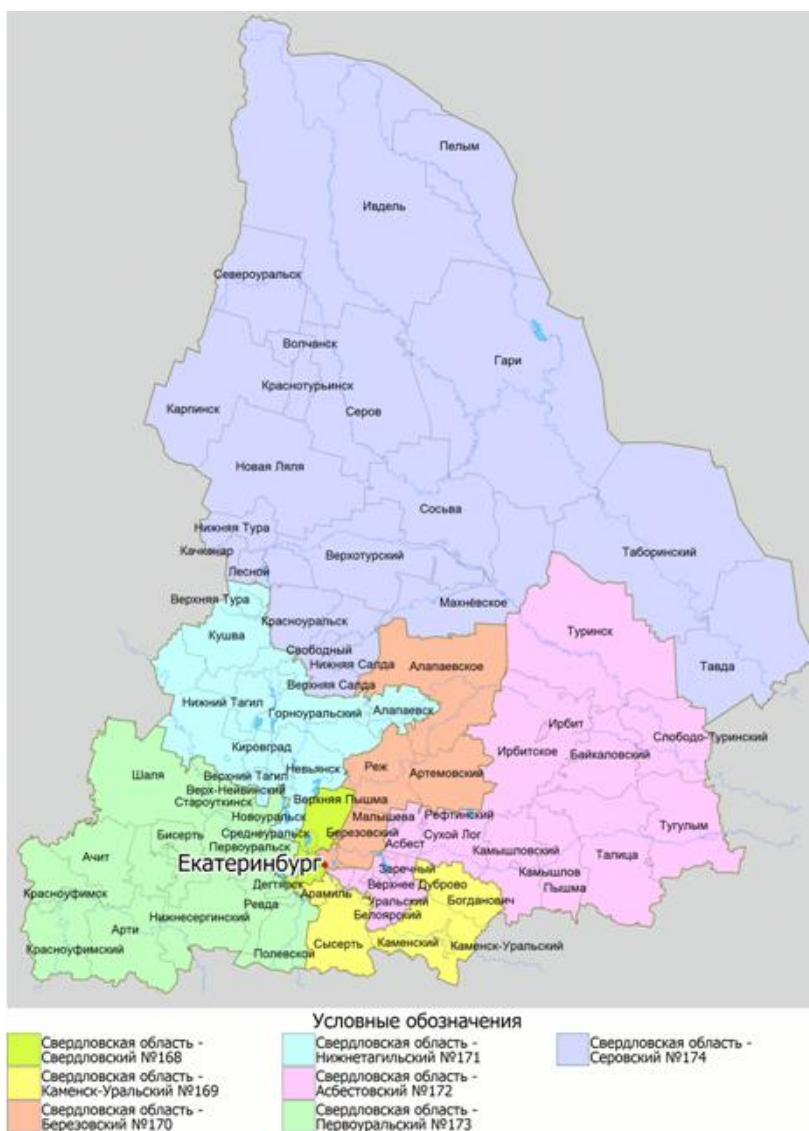 Пелым
Ивдель
Североуральск
Волчанск
Гари
Краснотурьинск
Карпинск
Серов
Новая Ляля
Сосьва
Нижняя Тура
Качканар
Верхотурский
Таборинский
Лесной
Верхняя Тура
Махнёвское
Красноуральск
Туринск
Кушва
Свободный
Нижняя Салда
Алапаевское
Тавда
Верхняя Салда
Нижний Тагил
Горноуральский
Алапаевск
Ирбит
Слободо-Туринский
Кировград
Ирбитское
Байкаловский
Невьянск
Реж
Артемовский
Шаля
Верхний Тагил
Верх-Нейвинский
Староуткинск
Верхняя Пышма
Новоуральск
Малышева
Рефтинский
Тугулым
Бисерть
Среднеуральск
Березовский
Сухой Лог
Первоуральск
Асбест
Камышловский
Ачит
Екатеринбург
Заречный
Камышлов
Талица
Дегтярск
Верхнее Дуброво
Пышма
Красноуфимск
Арамиль
Уральский
Богданович
Ревда
Белоярский
Нижнесергинский
Арти
Красноуфимский
Полевской
Сысерть
Каменский
Каменск-Уральский
Условные обозначения
Свердловская область -
Свердловский №168
Свердловская область -
Каменск-Уральский №169
Свердловская область -
Березовский №170
Свердловская область -
Нижнетагильский №171
Свердловская область -
Асбестовский №172
Свердловская область -
Первоуральский №173
Свердловская область -
Серовский №174